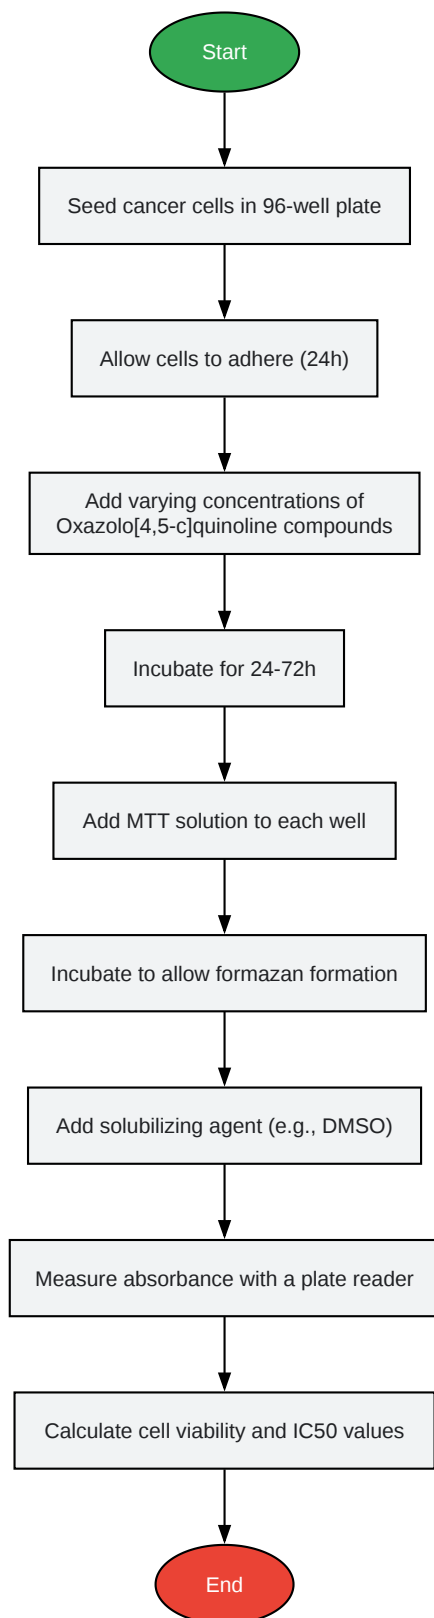 Start
Seed cancer cells in 96-well plate
Allow cells to adhere (24h)
Add varying concentrations of
Oxazolo[4,5-c]quinoline compounds
Incubate for 24-72h
Add MTT solution to each well
Incubate to allow formazan formation
Add solubilizing agent (e.g., DMSO)
Measure absorbance with a plate reader
Calculate cell viability and IC50 values
End